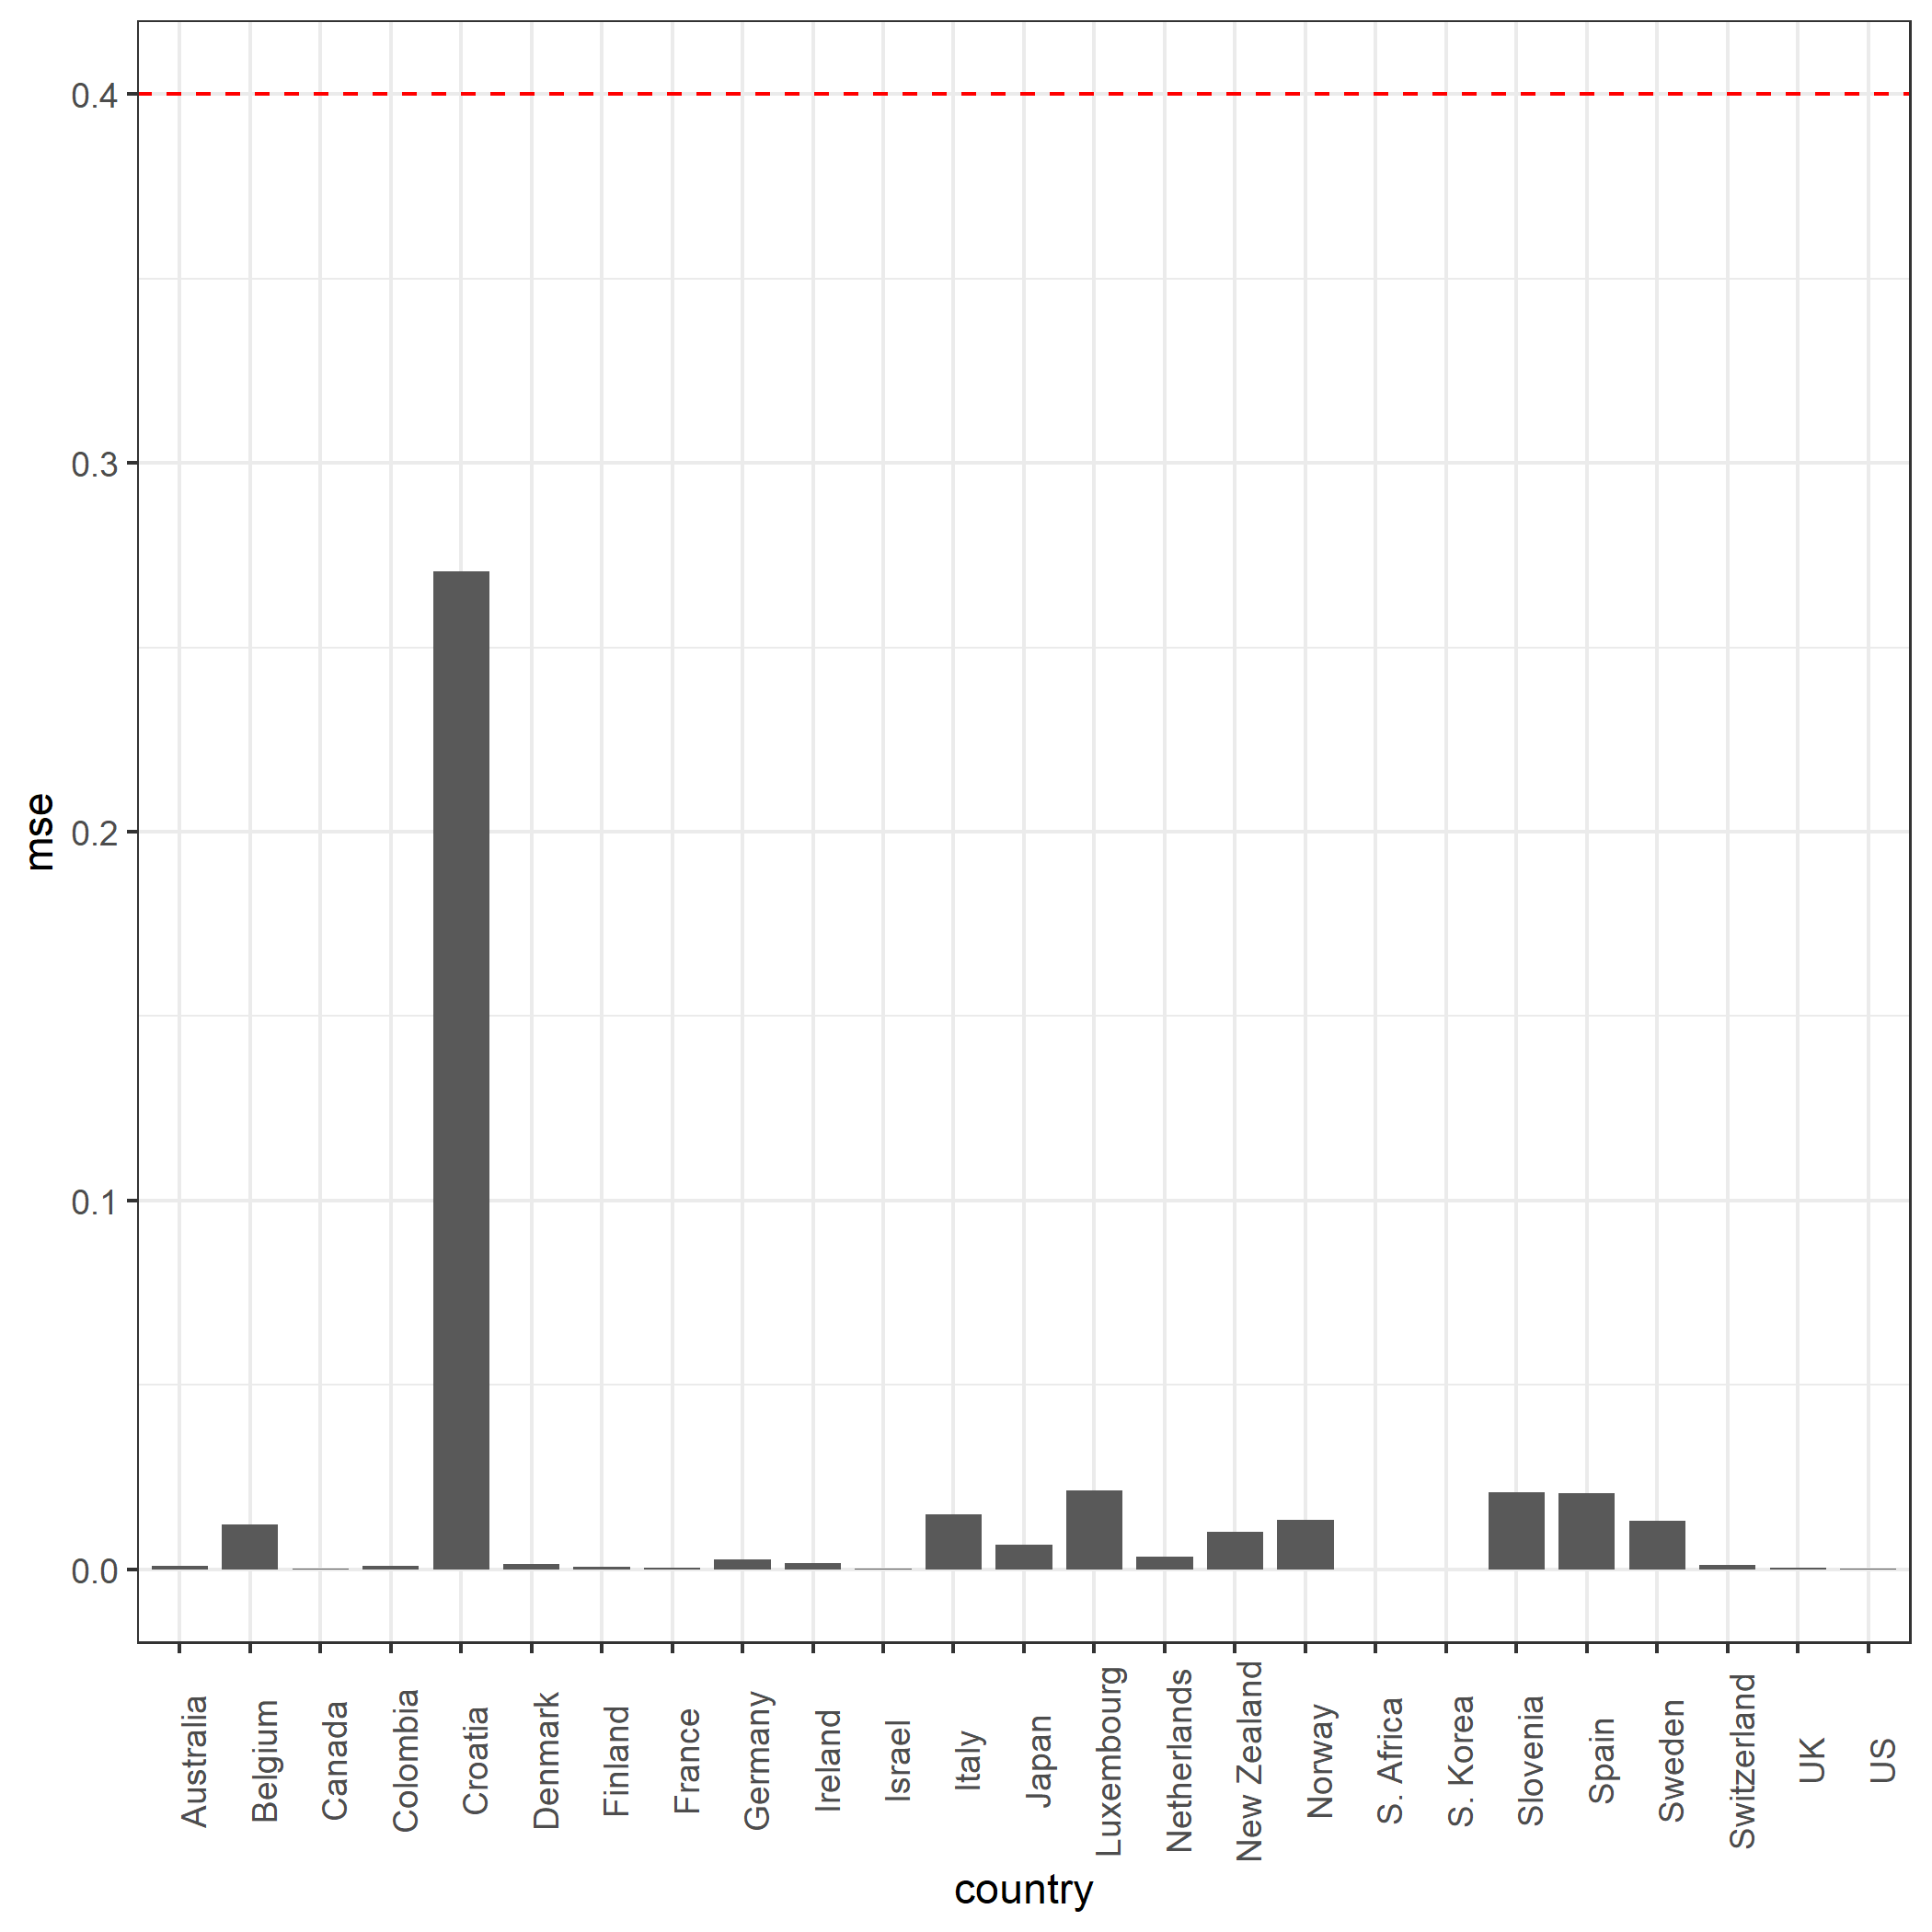 0.4
0.3
0.2
0.1
0.0
mse
Australia
Belgium
Canada
Colombia
Croatia
Denmark
Finland
France
Germany
Ireland
Israel
Italy
Japan
Luxembourg
Netherlands
New Zealand
Norway
S. Africa
S. Korea
Slovenia
Spain
Sweden
Switzerland
UK
US
country